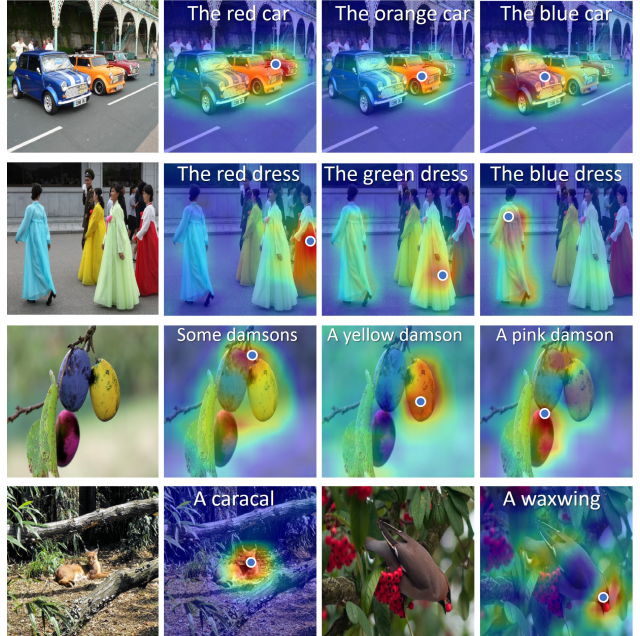 The red car
The orange car
The blue car
The red dress
The green dress
The blue dress
Some damsons
A yellow damson
A pink damson
A caracal
A waxwing